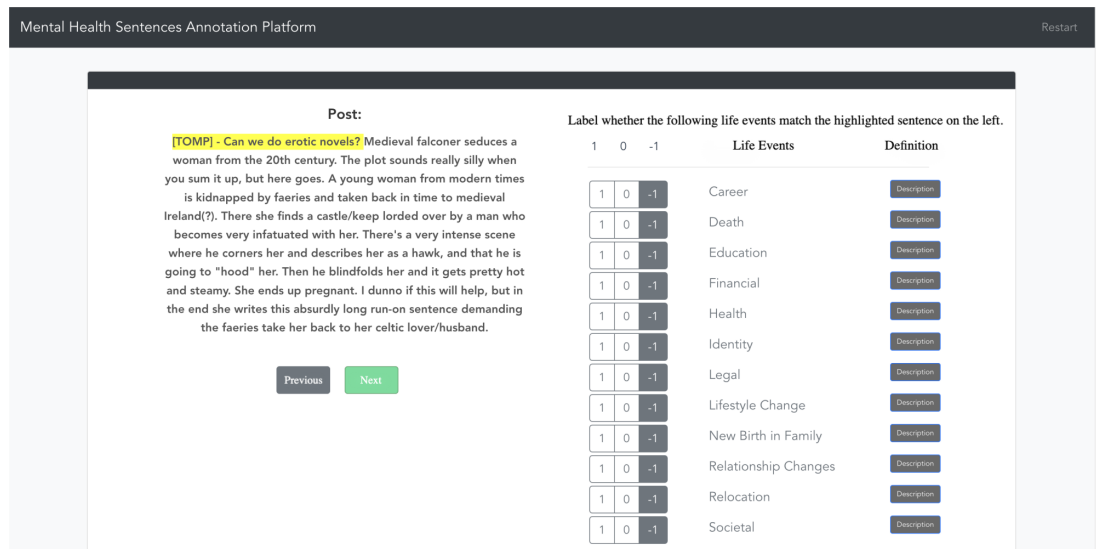 Mental Health Sentences Annotation Platform
Restart
Post:
[TOMP] - Can we do erotic novels? Medieval falconer seduces a
woman from the 20th century. The plot sounds really silly when
you sum it up, but here goes. A young woman from modern times
is kidnapped by faeries and taken back in time to medieval
Ireland(?). There she finds a castle/keep lorded over by a man who
becomes very infatuated with her. There's a very intense scene
where he corners her and describes her as a hawk, and that he is
going to "hood" her. Then he blindfolds her and it gets pretty hot
and steamy. She ends up pregnant. I dunno if this will help, but in
the end she writes this absurdly long run-on sentence demanding
the faeries take her back to her celtic lover/husband.
Previous Next
Label whether the following life events match the highlighted sentence on the left.
1 0 -1 Life Events Definition
1 0 -1 Career Description
1 0 -1 Death Description
1 0 -1 Education Description
1 0 -1 Financial Description
1 0 -1 Health Description
1 0 -1 Identity Description
1 0 -1 Legal Description
1 0 -1 Lifestyle Change Description
1 0 -1 New Birth in Family Description
1 0 -1 Relationship Changes Description
1 0 -1 Relocation Description
1 0 -1 Societal Description